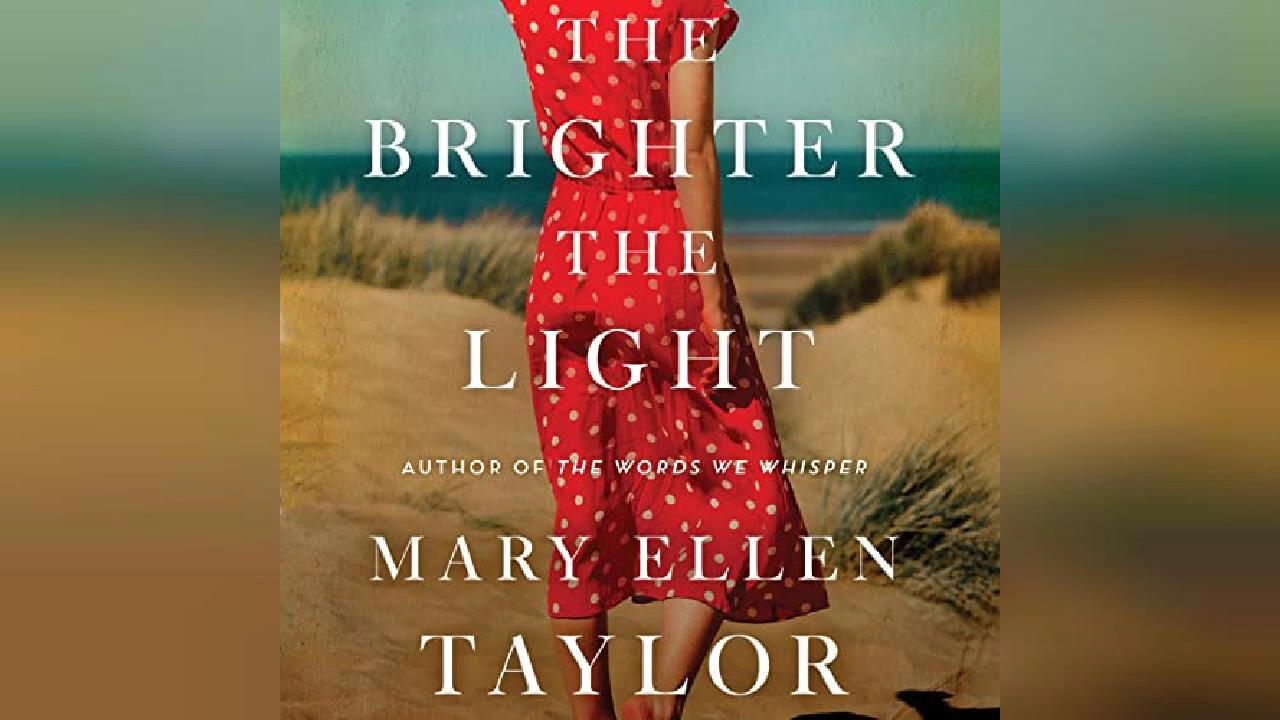 THE
BRIGHTER
THE
LIGHT
AUTHOR OF THE WORDS WE WHISPER
MARY ELLEN
TAYLOR